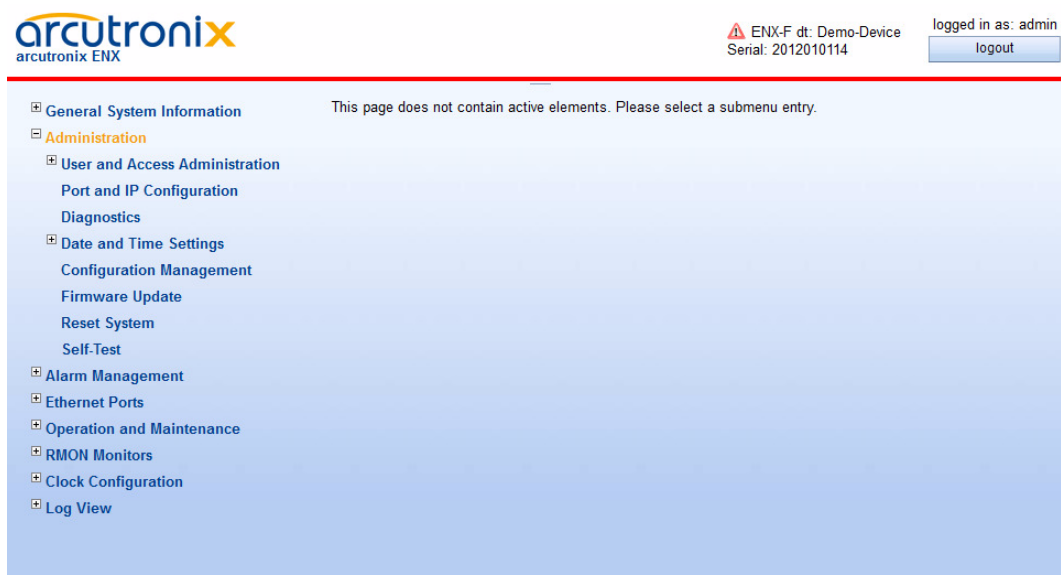 arcutronix
arcutronix ENX
ENX-F dt: Demo-Device
Serial: 2012010114
logged in as: admin
logout
General System Information
Administration
User and Access Administration
Port and IP Configuration
Diagnostics
Date and Time Settings
Configuration Management
Firmware Update
Reset System
Self-Test
Alarm Management
Ethernet Ports
Operation and Maintenance
RMON Monitors
Clock Configuration
Log View
This page does not contain active elements. Please select a submenu entry.